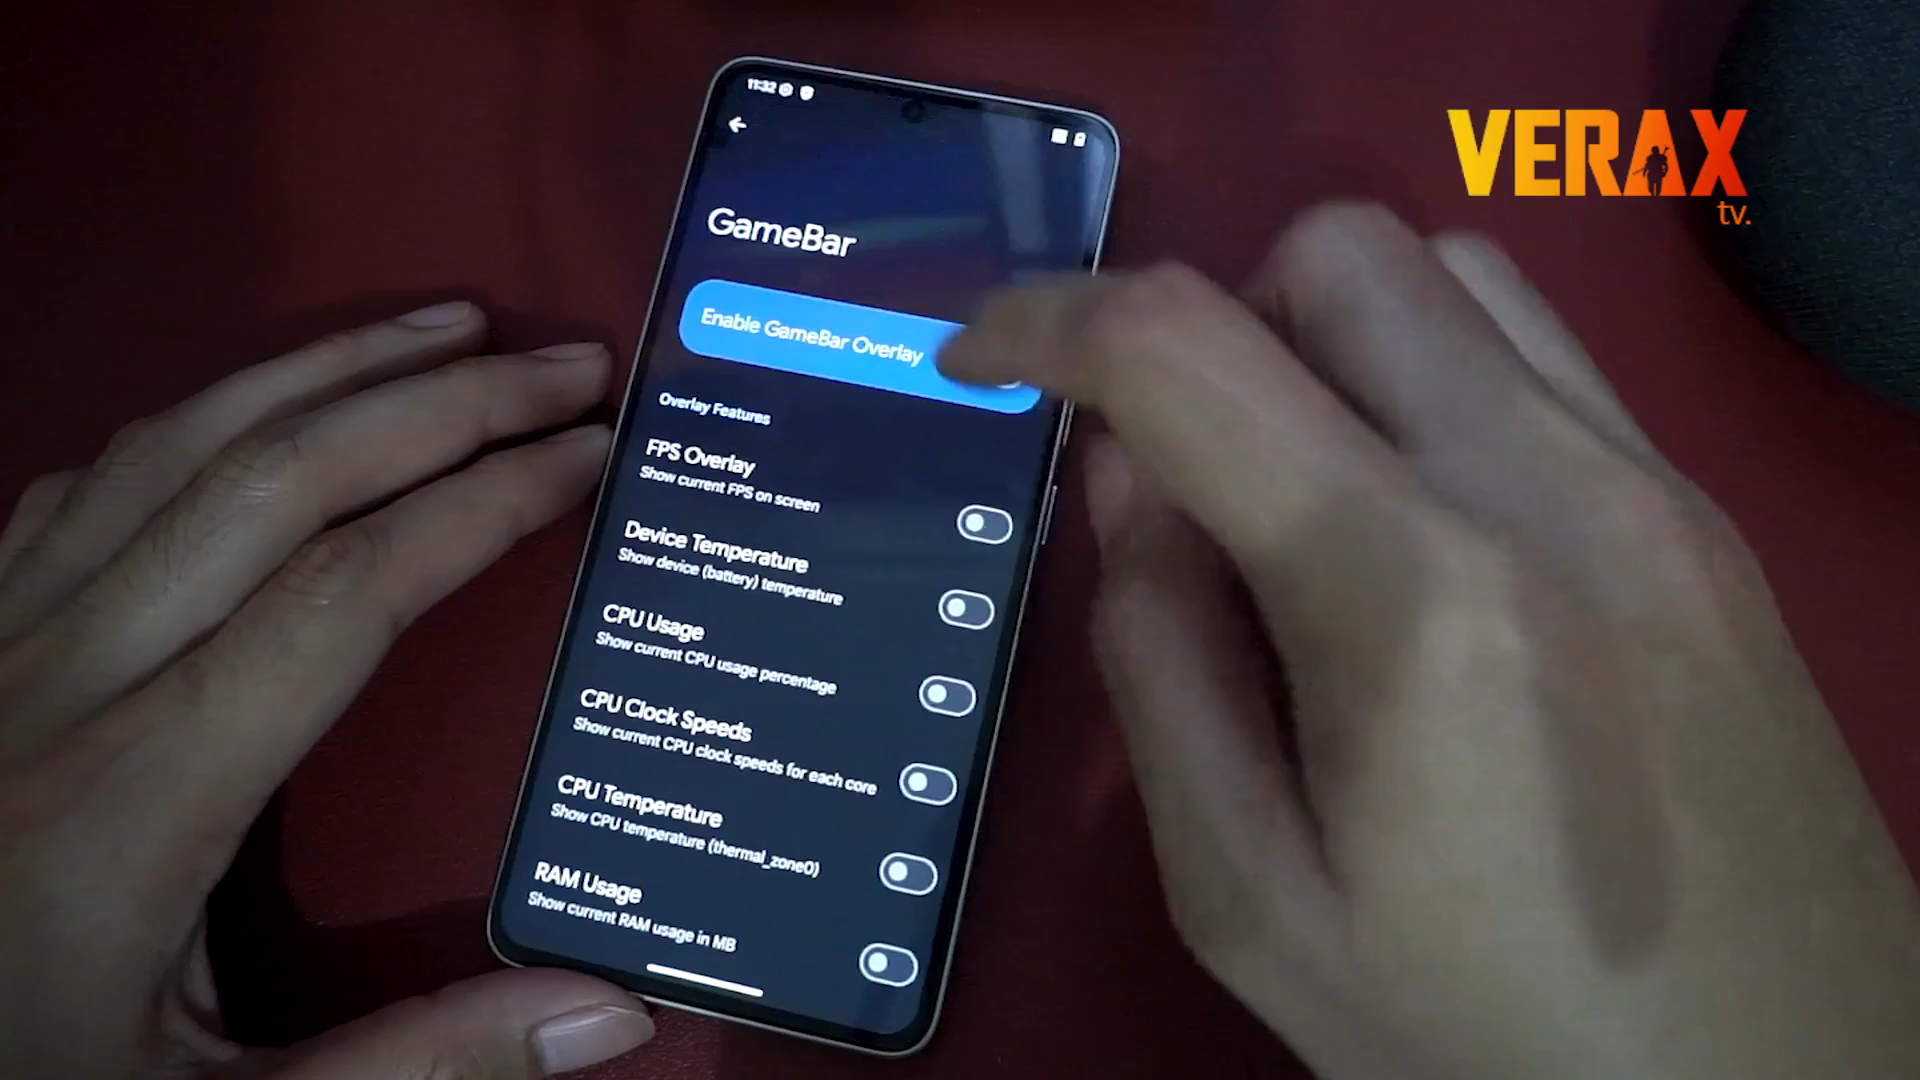 11:32
VERAX
tv.
GameBar
Enable GameBar Overlay
Overlay Features
FPS Overlay
Show current FPS on screen
Device Temperature
Show device (battery) temperature
CPU Usage
Show current CPU usage percentage
CPU Clock Speeds
Show current CPU clock speeds for each core
CPU Temperature
Show CPU temperature (thermal_zone0)
RAM Usage
Show current RAM usage in MB